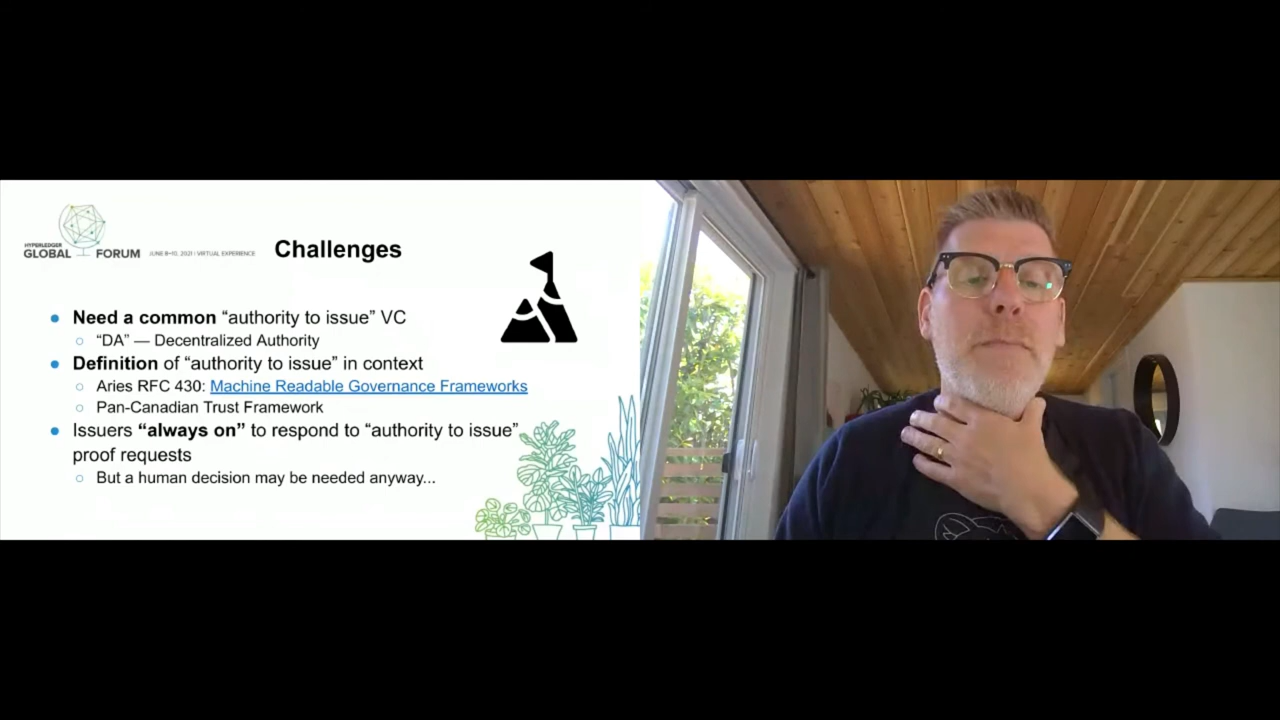 HYPERLEDGER
GLOBAL FORUM JUNE 8–10, 2021 | VIRTUAL EXPERIENCE
Challenges
Need a common “authority to issue” VC
“DA” — Decentralized Authority
Definition of “authority to issue” in context
Aries RFC 430: Machine Readable Governance Frameworks
Pan-Canadian Trust Framework
Issuers “always on” to respond to “authority to issue”
proof requests
But a human decision may be needed anyway...